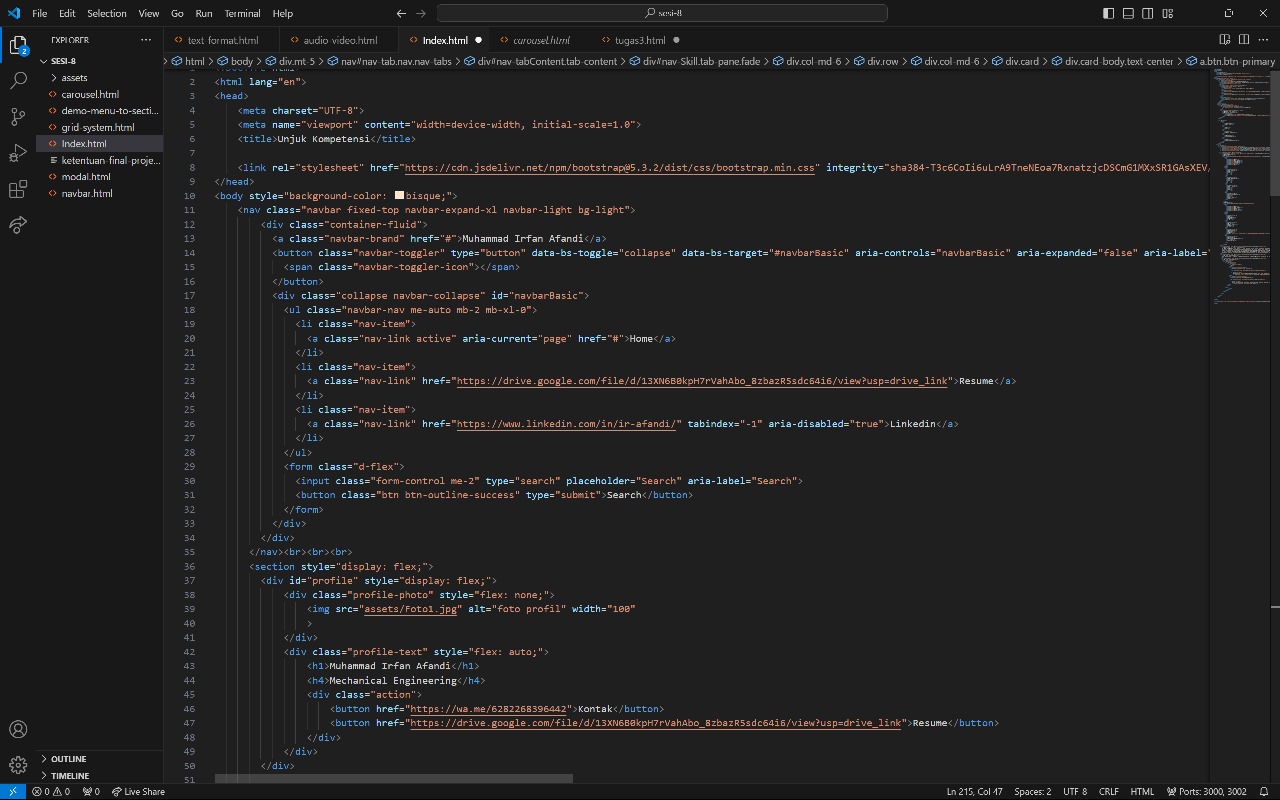 File Edit Selection View Go Run Terminal Help
sesi-8
EXPLORER
text-format.html
audio-video.html
Index.html
carousel.html
tugas3.html
html body div.mt-5 nav#nav-tab.nav.nav-tabs div#nav-tabContent.tab-content div#nav-Skill.tab-pane.fade div.col-md-6 div.row div.col-md-6 div.card div.card-body.text-center a.btn.btn-primary
2
SESI-8
assets
carousel.html
demo-menu-to-secti...
grid-system.html
Index.html
ketentuan-final-proje...
modal.html
navbar.html
2 <html lang="en">
3 <head>
4 <meta charset="UTF-8">
5 <meta name="viewport" content="width=device-width, initial-scale=1.0">
6 <title>Unjuk Kompetensi</title>
7
8 <link rel="stylesheet" href="https://cdn.jsdelivr.net/npm/bootstrap@5.3.2/dist/css/bootstrap.min.css" integrity="sha384-T3c6CoIi6uLrA9TneNEoa7RxnatzjcDSCmG1MXxSR1GAsXEV/
9 </head>
10 <body style="background-color: bisque;">
11 <nav class="navbar fixed-top navbar-expand-xl navbar-light bg-light">
12 <div class="container-fluid">
13 <a class="navbar-brand" href="#">Muhammad Irfan Afandi</a>
14 <button class="navbar-toggler" type="button" data-bs-toggle="collapse" data-bs-target="#navbarBasic" aria-controls="navbarBasic" aria-expanded="false" aria-label="
15 <span class="navbar-toggler-icon"></span>
16 </button>
17 <div class="collapse navbar-collapse" id="navbarBasic">
18 <ul class="navbar-nav me-auto mb-2 mb-xl-0">
19 <li class="nav-item">
20 <a class="nav-link active" aria-current="page" href="#">Home</a>
21 </li>
22 <li class="nav-item">
23 <a class="nav-link" href="https://drive.google.com/file/d/13XN6B0kpH7rVahAbo_8zbazR5sdc64i6/view?usp=drive_link">Resume</a>
24 </li>
25 <li class="nav-item">
26 <a class="nav-link" href="https://www.linkedin.com/in/ir-afandi/" tabindex="-1" aria-disabled="true">Linkedin</a>
27 </li>
28 </ul>
29 <form class="d-flex">
30 <input class="form-control me-2" type="search" placeholder="Search" aria-label="Search">
31 <button class="btn btn-outline-success" type="submit">Search</button>
32 </form>
33 </div>
34 </div>
35 </nav><br><br><br>
36 <section style="display: flex;">
37 <div id="profile" style="display: flex;">
38 <div class="profile-photo" style="flex: none;">
39 <img src="assets/Foto1.jpg" alt="foto profil" width="100"
40 >
41 </div>
42 <div class="profile-text" style="flex: auto;">
43 <h1>Muhammad Irfan Afandi</h1>
44 <h4>Mechanical Engineering</h4>
45 <div class="action">
46 <button href="https://wa.me/6282268396442">Kontak</button>
47 <button href="https://drive.google.com/file/d/13XN6B0kpH7rVahAbo_8zbazR5sdc64i6/view?usp=drive_link">Resume</button>
48 </div>
49 </div>
50 </div>
51
OUTLINE
TIMELINE
0 0 0 Live Share
Ln 215, Col 47 Spaces: 2 UTF-8 CRLF HTML Ports: 3000, 3002